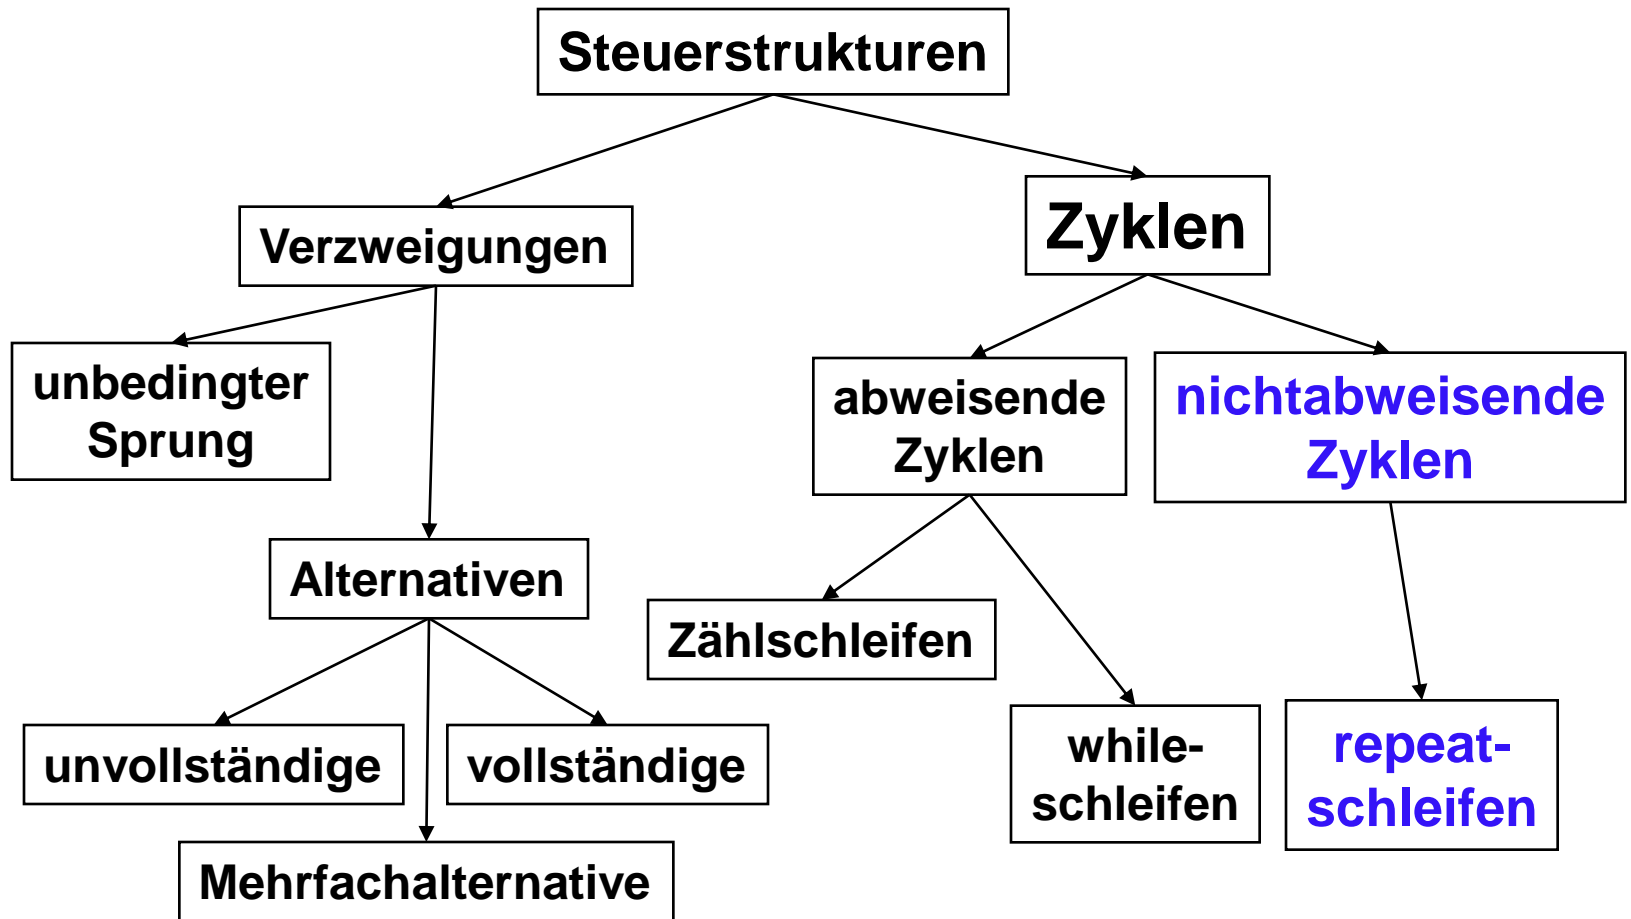 Steuerstrukturen
Verzweigungen
Zyklen
unbedingter
Sprung
abweisende
Zyklen
nichtabweisende
Zyklen
Alternativen
Zählschleifen
unvollständige
vollständige
while-
schleifen
repeat-
schleifen
Mehrfachalternative